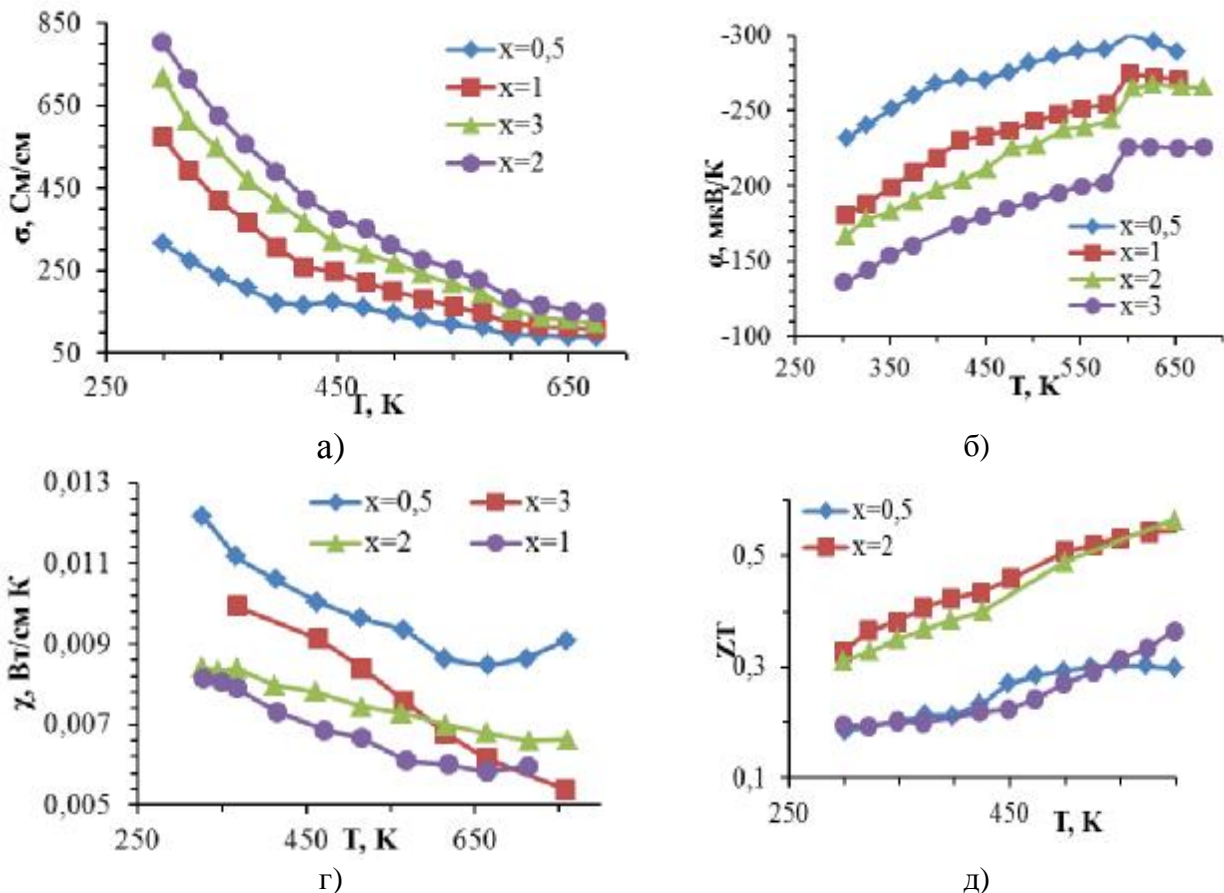 850
650
450
250
50
σ, См/см
x=0,5
x=1
x=3
x=2
250
450
650
T, K
а)
-300
-250
-200
-150
-100
α, мкВ/К
x=0,5
x=1
x=2
x=3
250
350
450
550
650
T, K
б)
0,013
0,011
0,009
0,007
0,005
χ, Вт/см К
x=0,5
x=3
x=2
x=1
250
450
650
T, K
г)
0,5
0,3
0,1
ZT
x=0,5
x=2
250
450
T, K
д)